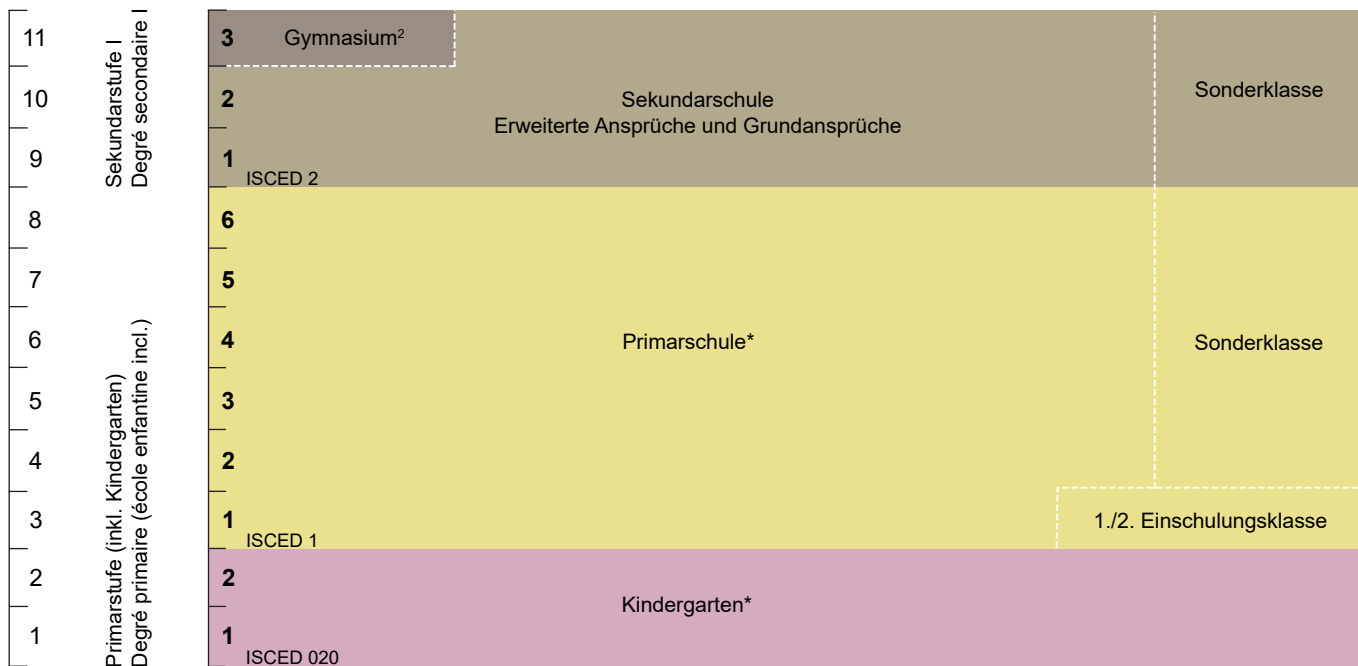 11
3
Gymnasium²
Sekundarstufe I
Degré secondaire I
10
2
Sekundarschule
Erweiterte Ansprüche und Grundansprüche
Sonderklasse
9
1
ISCED 2
8
6
7
5
6
4
Primarschule*
Sonderklasse
5
3
4
2
3
1
ISCED 1
1./2. Einschulungsklasse
Primarstufe (inkl. Kindergarten)
Degré primaire (école enfantine incl.)
2
2
Kindergarten*
1
1
ISCED 020